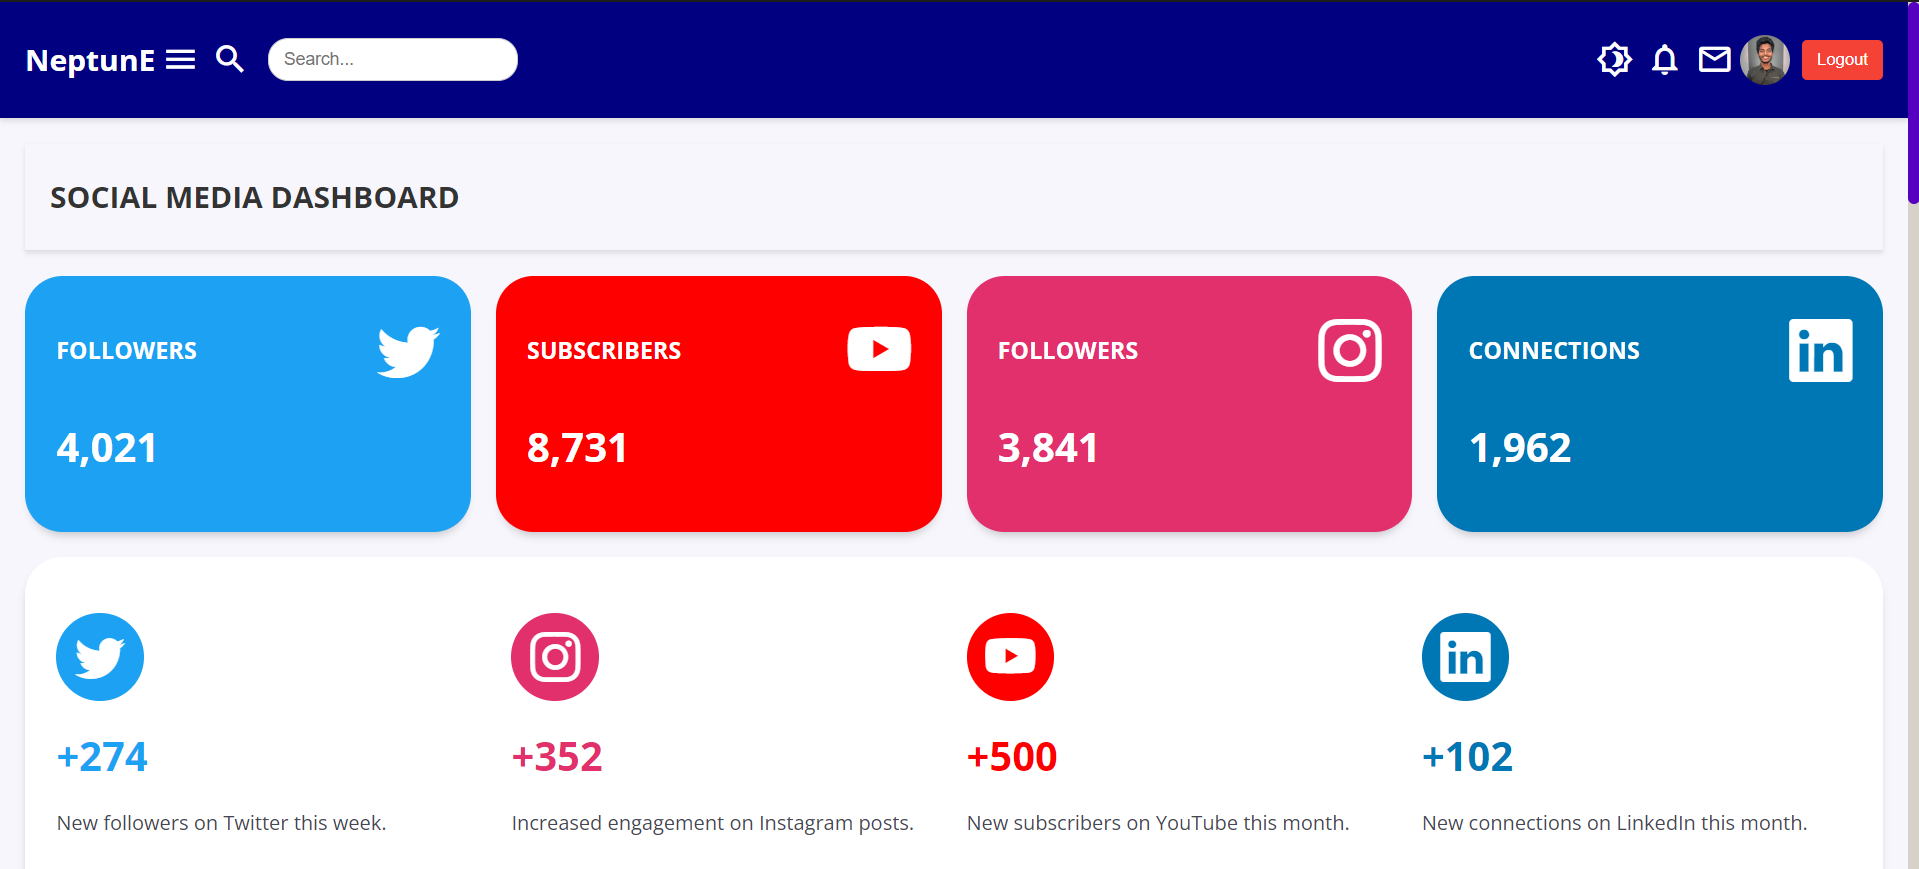 NeptunE
Search...
Logout
SOCIAL MEDIA DASHBOARD
FOLLOWERS
4,021
SUBSCRIBERS
8,731
FOLLOWERS
3,841
CONNECTIONS
in
1,962
+274
New followers on Twitter this week.
+352
Increased engagement on Instagram posts.
+500
New subscribers on YouTube this month.
in
+102
New connections on LinkedIn this month.